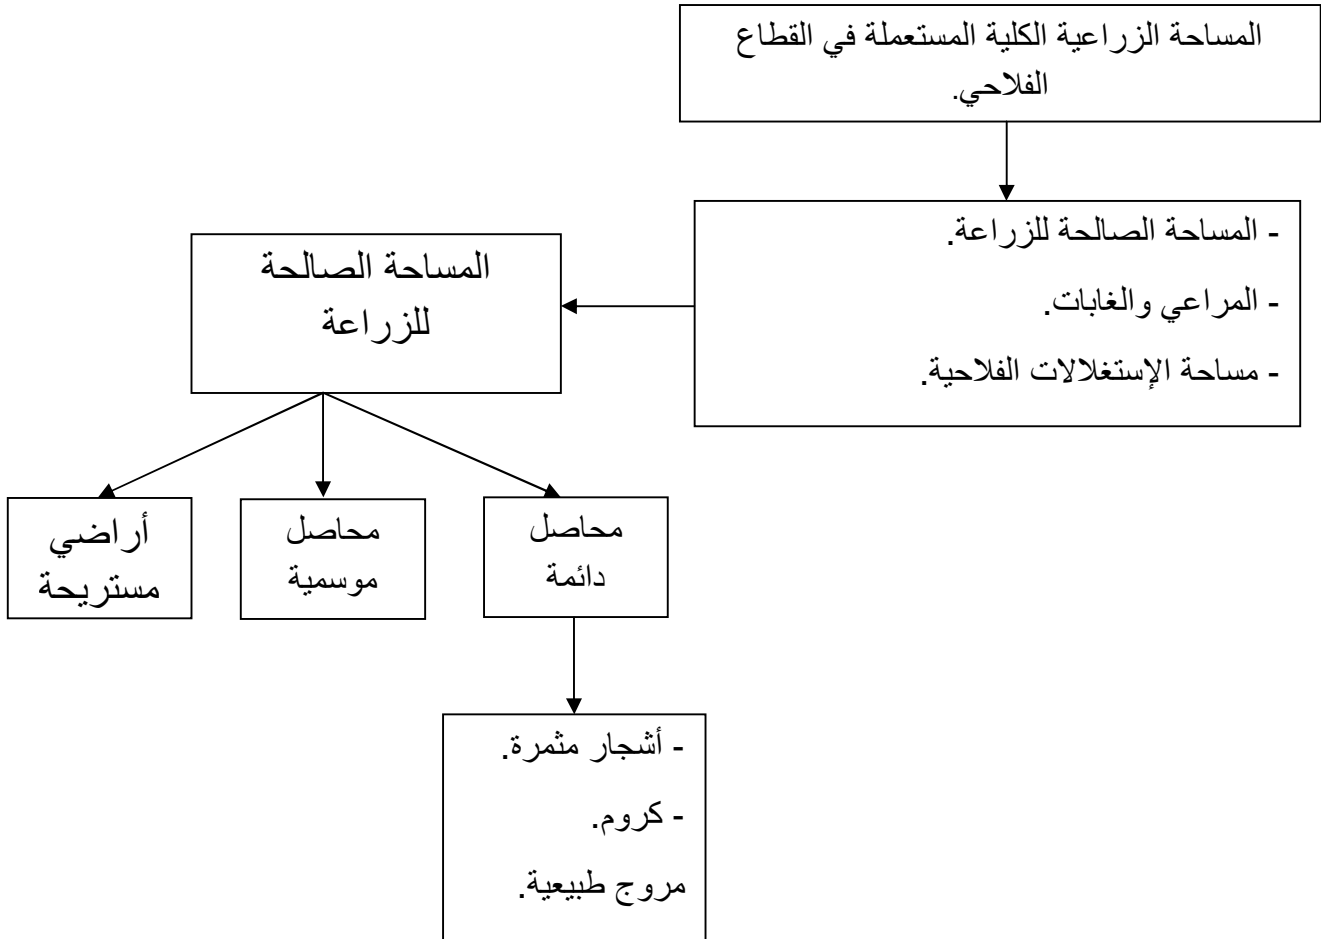 المساحة الزراعية الكلية المستعملة في القطاع
الفلاحي.
- المساحة الصالحة للزراعة.
- المراعي والغابات.
- مساحة الإستغلالات الفلاحية.
المساحة الصالحة
للزراعة
محاصل
دائمة
محاصل
موسمية
أراضي
مستريحة
- أشجار مثمرة.
- كروم.
مروج طبيعية.